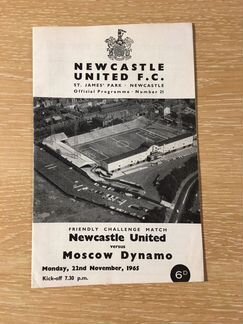 NEWCASTLE
UNITED F.C.
ST. JAMES' PARK - NEWCASTLE
Official Programme - Number 21
FRIENDLY CHALLENGE MATCH
Newcastle United
versus
Moscow Dynamo
Monday, 22nd November, 1965
Kick-off 7.30 p.m.
6D